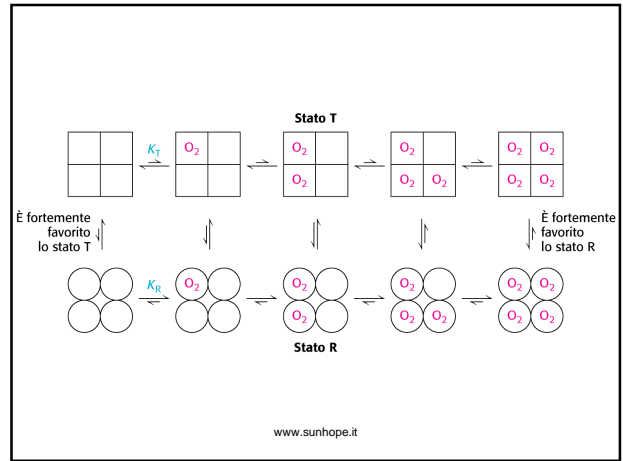 Stato T
K_T
O₂ O₂ O₂ O₂ O₂
O₂ O₂ O₂ O₂ O₂
È fortemente
favorito
lo stato T
È fortemente
favorito
lo stato R
K_R
O₂ O₂ O₂ O₂ O₂
O₂ O₂ O₂ O₂ O₂
Stato R
www.sunhope.it